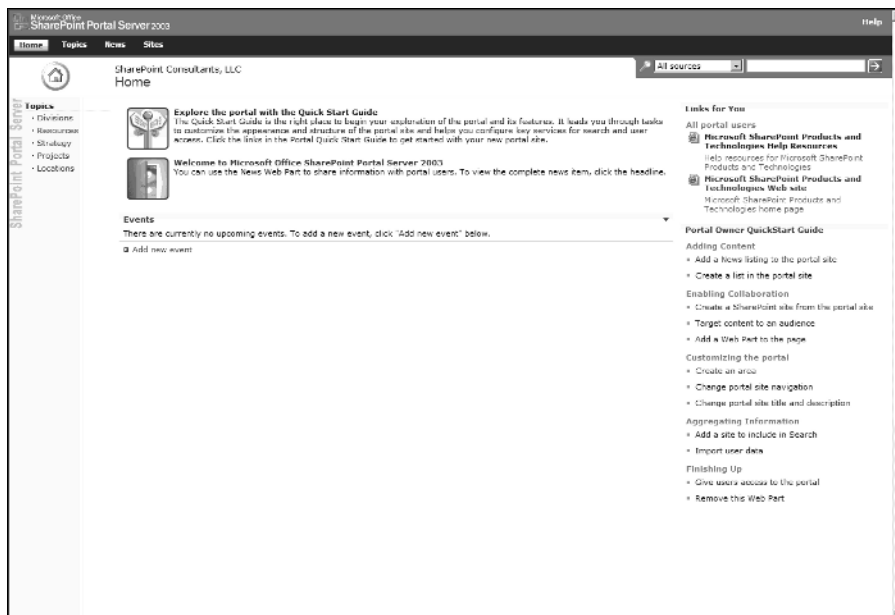 Microsoft Office
SharePoint Portal Server 2003
Help
Home Topics News Sites
SharePoint Consultants, LLC
Home
All sources
SharePoint Portal Server
Topics
Divisions
Resources
Strategy
Projects
Locations
Explore the portal with the Quick Start Guide
The Quick Start Guide is the right place to begin your exploration of the portal and its features. It leads you through tasks
to customize the appearance and structure of the portal site and helps you configure key services for search and user
access. Click the links in the Portal Quick Start Guide to get started with your new portal site.
Welcome to Microsoft Office SharePoint Portal Server 2003
You can use the News Web Part to share information with portal users. To view the complete news item, click the headline.
Events
There are currently no upcoming events. To add a new event, click "Add new event" below.
Add new event
Links for You
All portal users
Microsoft SharePoint Products and
Technologies Help Resources
Help resources for Microsoft SharePoint
Products and Technologies
Microsoft SharePoint Products and
Technologies Web site
Microsoft SharePoint Products and
Technologies home page
Portal Owner QuickStart Guide
Adding Content
Add a News listing to the portal site
Create a list in the portal site
Enabling Collaboration
Create a SharePoint site from the portal site
Target content to an audience
Add a Web Part to the page
Customizing the portal
Create an area
Change portal site navigation
Change portal site title and description
Aggregating Information
Add a site to include in Search
Import user data
Finishing Up
Give users access to the portal
Remove this Web Part